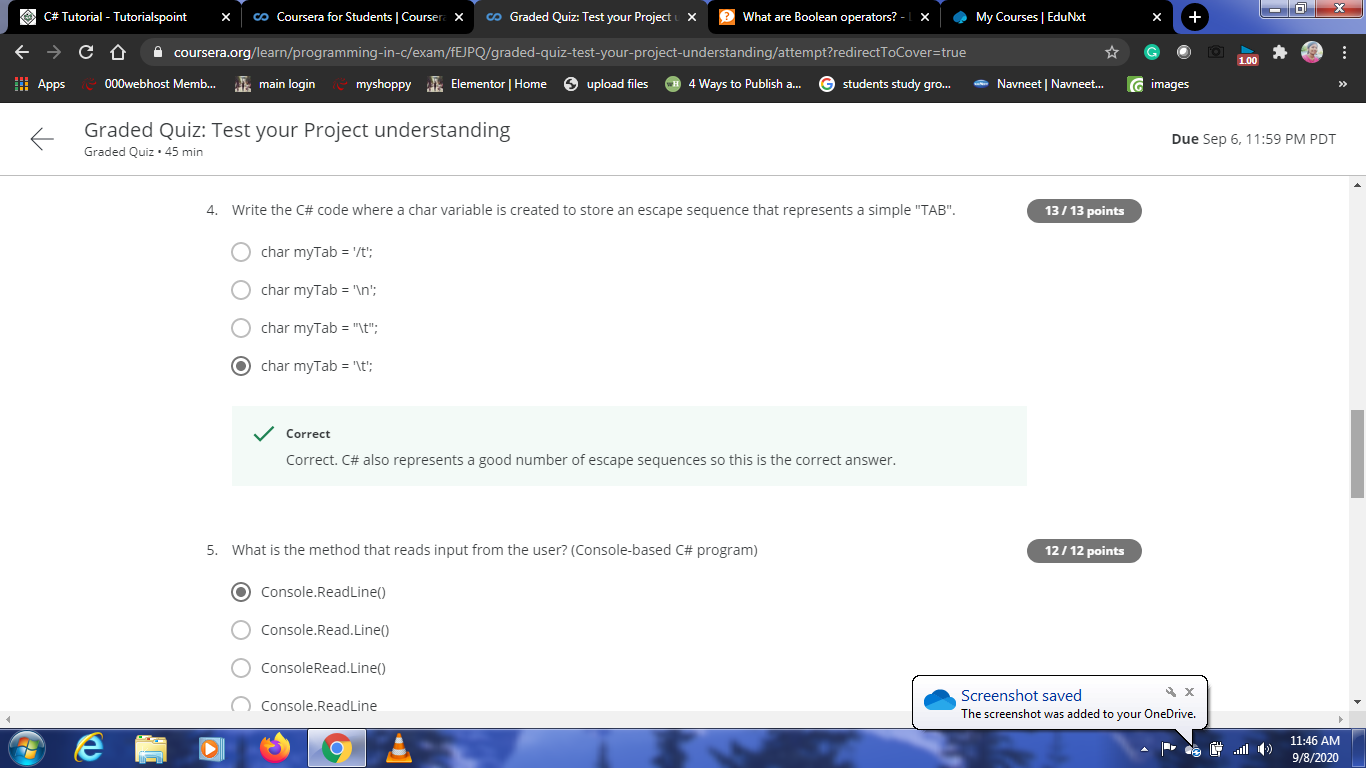 C# Tutorial - Tutorialspoint
Coursera for Students | Courser
Graded Quiz: Test your Project u
What are Boolean operators? -
My Courses | EduNxt
coursera.org/learn/programming-in-c/exam/fEJPQ/graded-quiz-test-your-project-understanding/attempt?redirectToCover=true
1.00
Apps
000webhost Memb...
main login
myshoppy
Elementor | Home
upload files
4 Ways to Publish a...
students study gro...
Navneet | Navneet...
images
»
Graded Quiz: Test your Project understanding
Graded Quiz • 45 min
Due Sep 6, 11:59 PM PDT
4. Write the C# code where a char variable is created to store an escape sequence that represents a simple "TAB".
13 / 13 points
char myTab = '/t';
char myTab = '\n';
char myTab = "\t";
char myTab = '\t';
Correct
Correct. C# also represents a good number of escape sequences so this is the correct answer.
5. What is the method that reads input from the user? (Console-based C# program)
12 / 12 points
Console.ReadLine()
Console.Read.Line()
ConsoleRead.Line()
Console.ReadLine
Screenshot saved
The screenshot was added to your OneDrive.
11:46 AM
9/8/2020